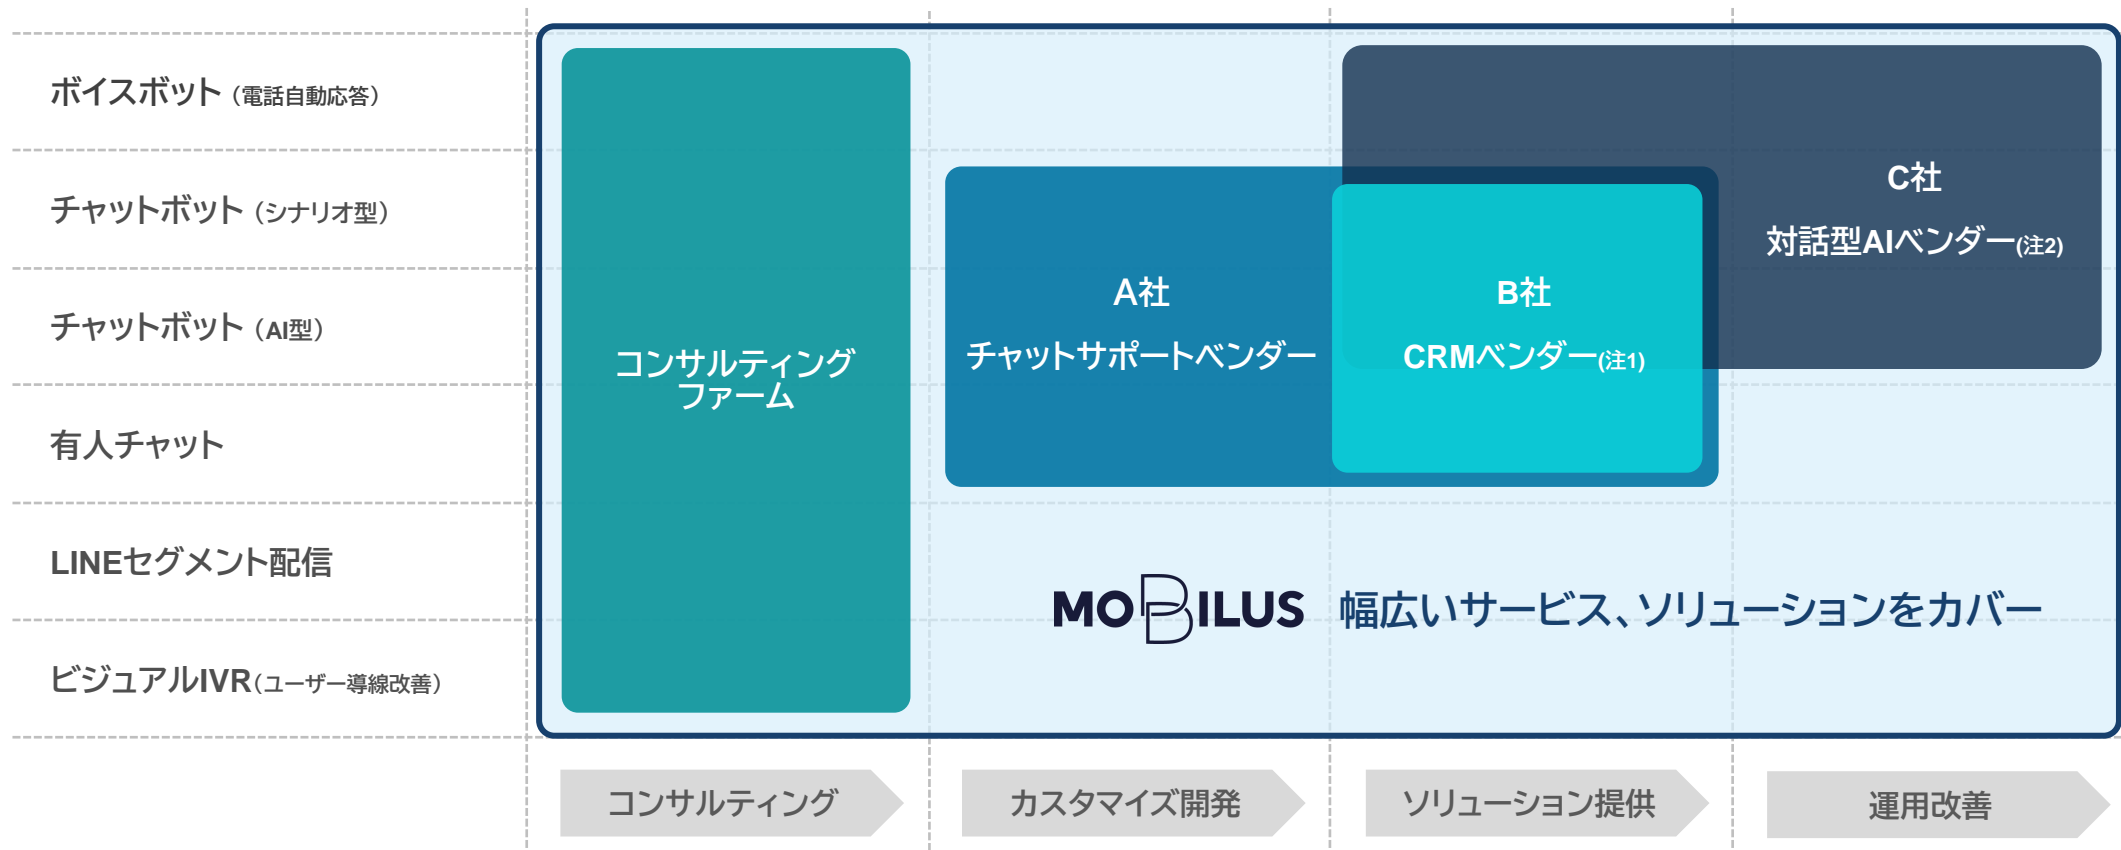 ボイスボット（電話自動応答）
チャットボット（シナリオ型）
チャットボット（AI型）
有人チャット
LINEセグメント配信
ビジュアルIVR（ユーザー導線改善）
コンサルティング
ファーム
A社
チャットサポートベンダー
B社
CRMベンダー(注1)
C社
対話型AIベンダー(注2)
MOBILUS 幅広いサービス、ソリューションをカバー
コンサルティング
カスタマイズ開発
ソリューション提供
運用改善